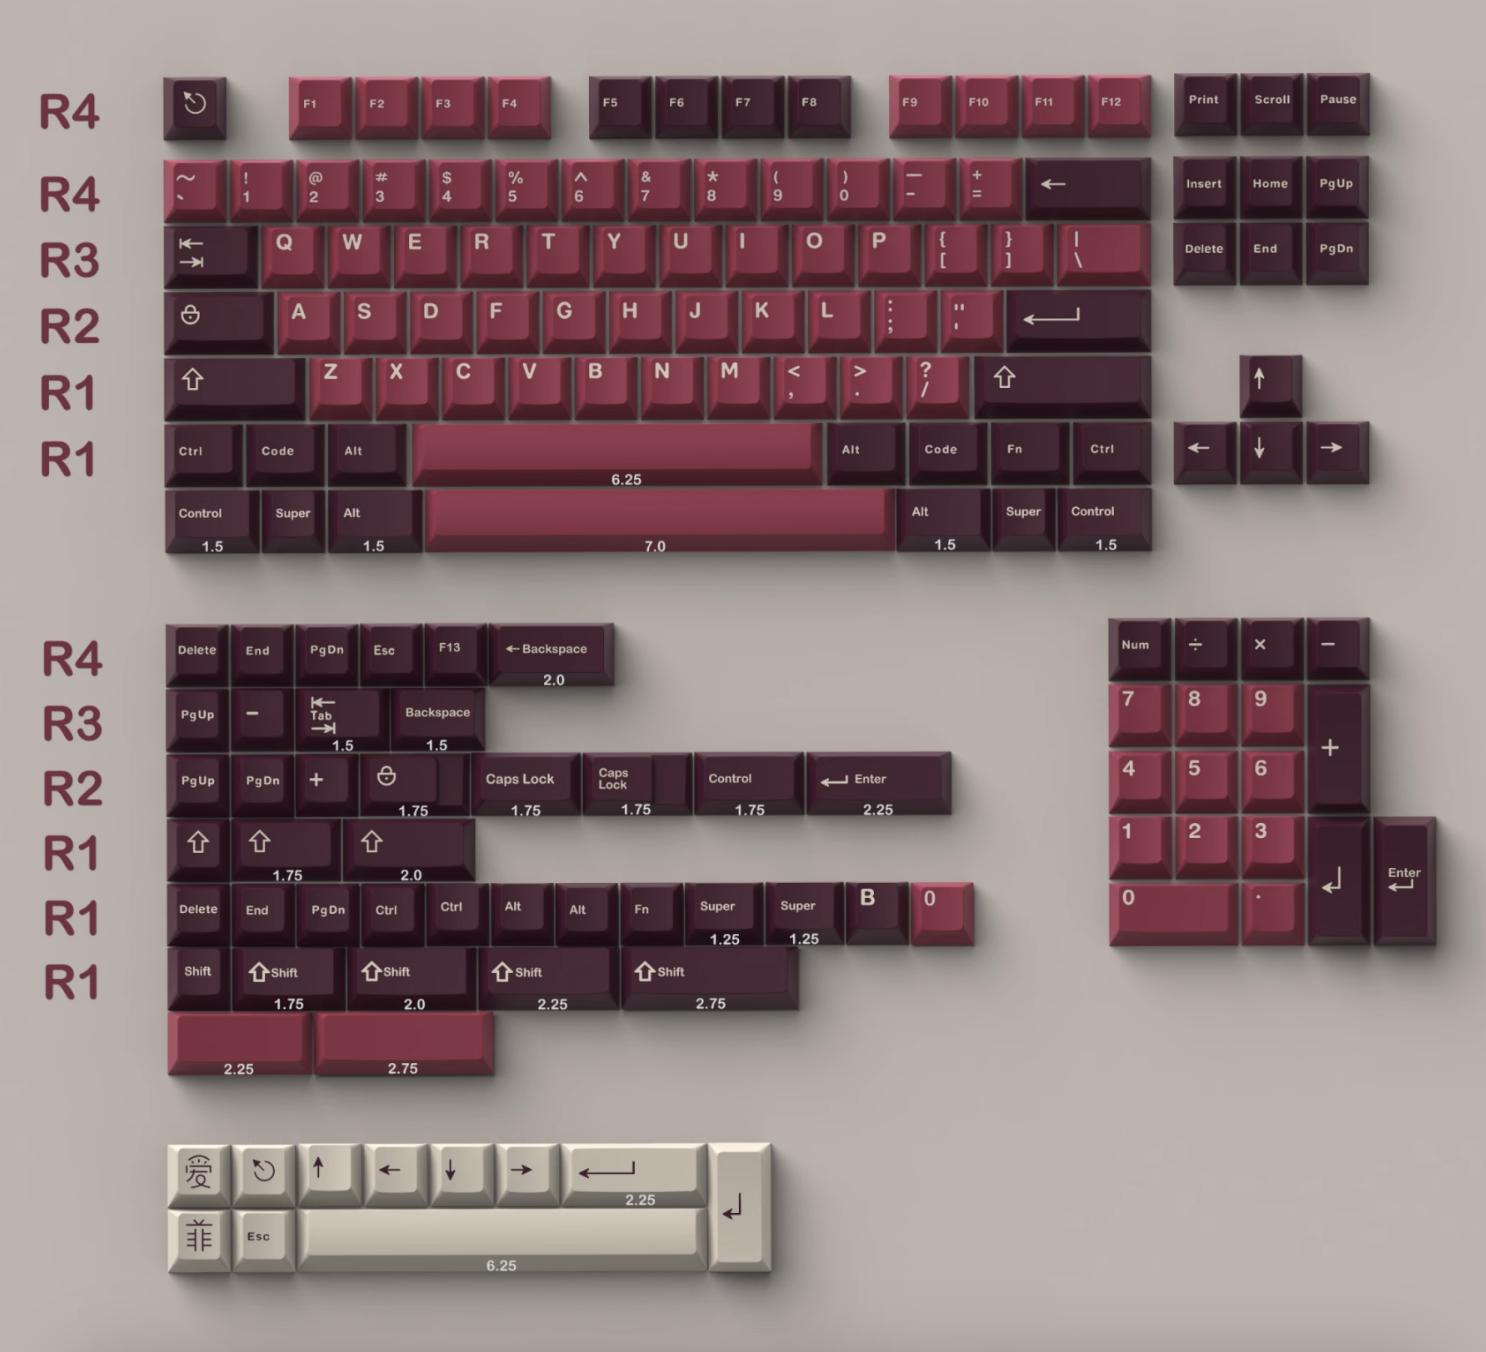 R4 F1 F2 F3 F4 F5 F6 F7 F8 F9 F10 F11 F12 Print Scroll Pause
R4 ~ ` ! 1 @ 2 # 3 $ 4 % 5 ^ 6 & 7 * 8 ( 9 ) 0 — - + = ← Insert Home PgUp
R3 Q W E R T Y U I O P { [ } ] | \ Delete End PgDn
R2 A S D F G H J K L : ; " '
R1 ⇧ Z X C V B N M < , > . ? / ⇧ ↑
R1 Ctrl Code Alt 6.25 Alt Code Fn Ctrl ← ↓ →
Control 1.5 Super Alt 1.5 7.0 Alt 1.5 Super Control 1.5
R4 Delete End PgDn Esc F13 ←Backspace 2.0
R3 PgUp - Tab 1.5 Backspace 1.5
R2 PgUp PgDn + 1.75 Caps Lock 1.75 Caps Lock 1.75 Control 1.75 Enter 2.25
R1 ⇧ ⇧ 1.75 ⇧ 2.0
R1 Delete End PgDn Ctrl Ctrl Alt Alt Fn Super 1.25 Super 1.25 B 0
R1 Shift ⇧Shift 1.75 ⇧Shift 2.0 ⇧Shift 2.25 ⇧Shift 2.75
2.25 2.75
Num ÷ × −
7 8 9 +
4 5 6
1 2 3 Enter
0 .
↑ ← ↓ → 2.25
Esc 6.25